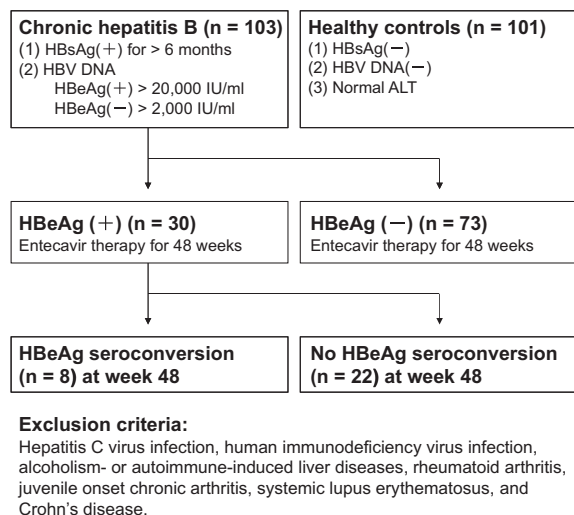 Chronic hepatitis B (n = 103)
(1) HBsAg(+) for > 6 months
(2) HBV DNA
HBeAg(+) > 20,000 IU/ml
HBeAg(−) > 2,000 IU/ml
Healthy controls (n = 101)
(1) HBsAg(−)
(2) HBV DNA(−)
(3) Normal ALT
HBeAg (+) (n = 30)
Entecavir therapy for 48 weeks
HBeAg (−) (n = 73)
Entecavir therapy for 48 weeks
HBeAg seroconversion
(n = 8) at week 48
No HBeAg seroconversion
(n = 22) at week 48
Exclusion criteria:
Hepatitis C virus infection, human immunodeficiency virus infection,
alcoholism- or autoimmune-induced liver diseases, rheumatoid arthritis,
juvenile onset chronic arthritis, systemic lupus erythematosus, and
Crohn's disease.